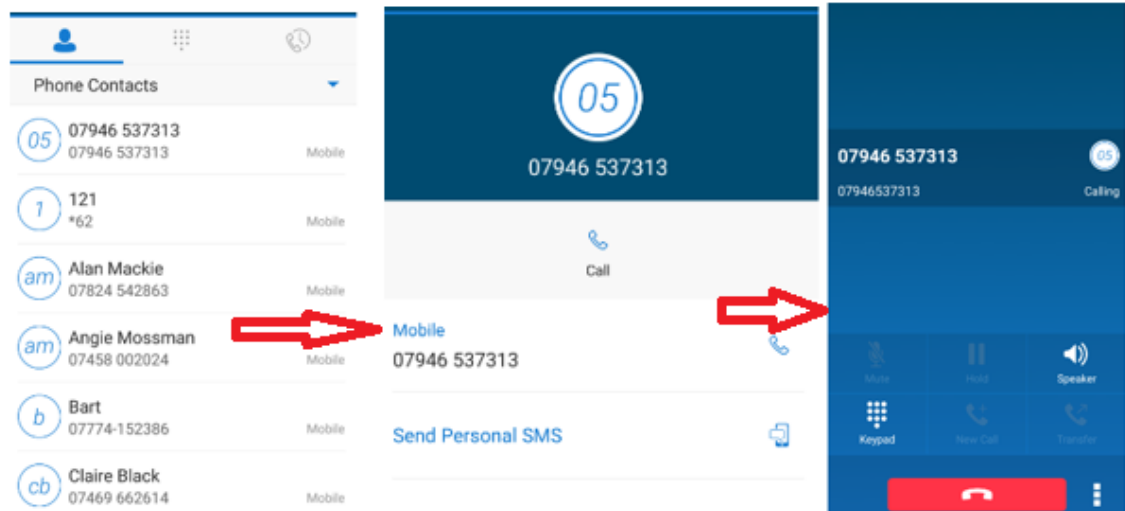 Phone Contacts
05
07946 537313
07946 537313
Mobile
1
121
*62
Mobile
am
Alan Mackie
07824 542863
Mobile
am
Angie Mossman
07458 002024
Mobile
b
Bart
07774-152386
Mobile
cb
Claire Black
07469 662614
Mobile
05
07946 537313
Call
Mobile
07946 537313
Send Personal SMS
07946 537313
05
07946537313
Calling
Mute
Hold
Speaker
Keypad
New Call
Transfer